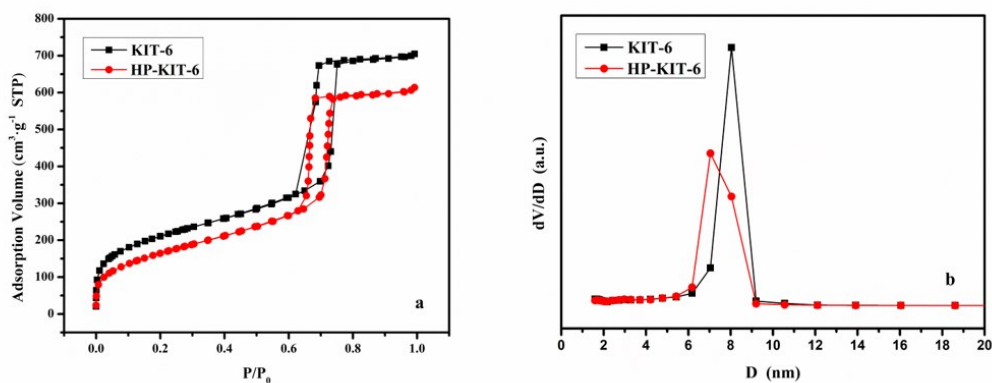 800
700
600
500
400
300
200
100
0
Adsorption Volume (cm³·g⁻¹ STP)
KIT-6
HP-KIT-6
a
0.0 0.2 0.4 0.6 0.8 1.0
P/P₀
dV/dD (a.u.)
KIT-6
HP-KIT-6
b
0 2 4 6 8 10 12 14 16 18 20
D (nm)